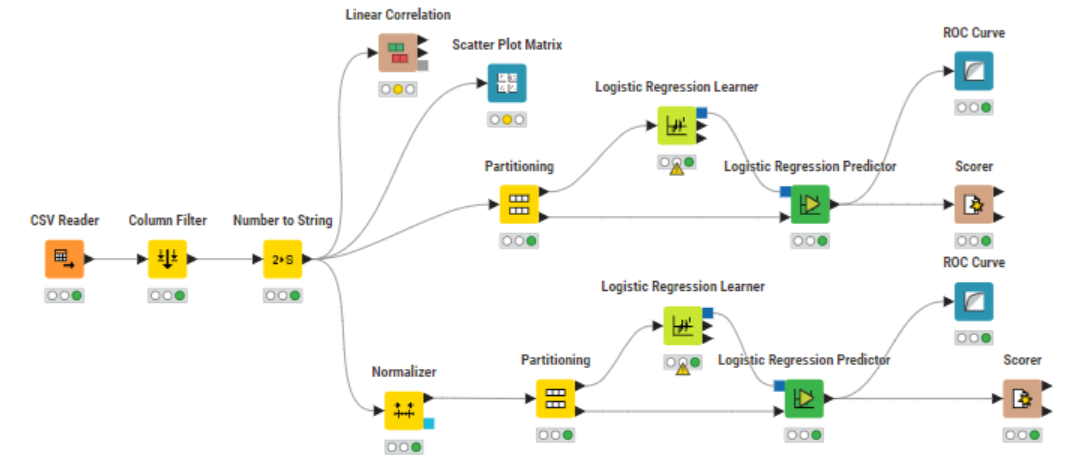 Linear Correlation
Scatter Plot Matrix
ROC Curve
Logistic Regression Learner
Partitioning
Logistic Regression Predictor
Scorer
CSV Reader
Column Filter
Number to String
2›S
ROC Curve
Logistic Regression Learner
Normalizer
Partitioning
Logistic Regression Predictor
Scorer